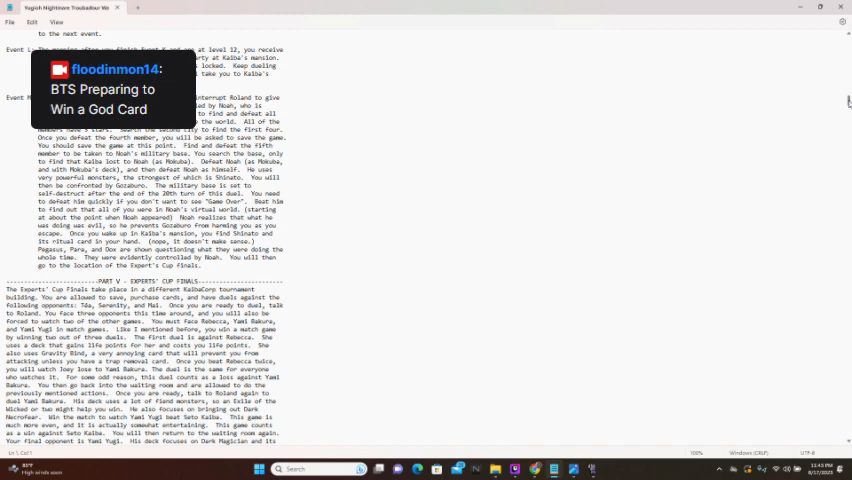 Yugioh Nightmare Troubadour Wa
File Edit View
to the next event.
Event
and are at level 12, you receive
party at Kaiba's mansion.
is locked. Keep dueling
take you to Kaiba's
floodinmon14:
BTS Preparing to
Win a God Card
Event
interrupt Roland to give
led by Noah, who is
to find and defeat all
the world. All of the
members have 5 stars. Search the second city to find the first four.
Once you defeat the fourth member, you will be asked to save the game.
You should save the game at this point. Find and defeat the fifth
member to be taken to Noah's military base. You search the base, only
to find that Kaiba lost to Noah (as Mokuba). Defeat Noah (as Mokuba,
and with Mokuba's deck), and then defeat Noah as himself. He uses
very powerful monsters, the strongest of which is Shinato. You will
then be confronted by Gozaburo. The military base is set to
self-destruct after the end of the 20th turn of this duel. You need
to defeat him quickly if you don't want to see "Game Over". Beat him
to find out that all of you were in Noah's virtual world. (starting
at about the point when Noah appeared) Noah realizes that what he
was doing was evil, so he prevents Gozaburo from harming you as you
escape. Once you wake up in Kaiba's mansion, you find Shinato and
its ritual card in your hand. (nope, it doesn't make sense.)
Pegasus, Para, and Dox are shown questioning what they were doing the
whole time. They were evidently controlled by Noah. You will then
go to the location of the Expert's Cup finals.
-------------------------PART V - EXPERTS' CUP FINALS-----------------------
The Experts' Cup Finals take place in a different KaibaCorp tournament
building. You are allowed to save, purchase cards, and have duels against the
following opponents: Téa, Serenity, and Mai. Once you are ready to duel, talk
to Roland. You face three opponents this time around, and you will also be
forced to watch two of the other games. You must face Rebecca, Yami Bakura,
and Yami Yugi in match games. Like I mentioned before, you win a match game
by winning two out of three duels. The first duel is against Rebecca. She
uses a deck that gains life points for her and costs you life points. She
also uses Gravity Bind, a very annoying card that will prevent you from
attacking unless you have a trap removal card. Once you beat Rebecca twice,
you will watch Joey lose to Yami Bakura. The duel is the same for everyone
who watches it. For some odd reason, this duel counts as a loss against Yami
Bakura. You then go back into the waiting room and are allowed to do the
previously mentioned actions. Once you are ready, talk to Roland again to
duel Yami Bakura. His deck uses a lot of fiend monsters, so an Exile of the
Wicked or two might help you win. He also focuses on bringing out Dark
Necrofear. Win the match to watch Yami Yugi beat Seto Kaiba. This game is
much more even, and it is actually somewhat entertaining. This game counts
as a win against Seto Kaiba. You will then return to the waiting room again.
Your final opponent is Yami Yugi. His deck focuses on Dark Magician and its
Ln 1, Col 1
100%
Windows (CRLF)
UTF-8
High winds soon
Search
11:43 PM